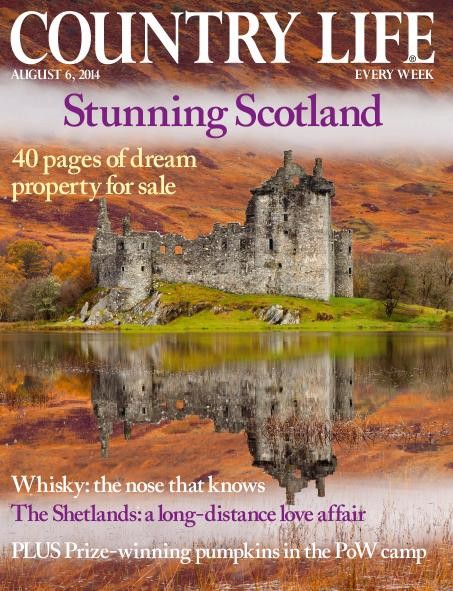 COUNTRY LIFE®
AUGUST 6, 2014 EVERY WEEK
Stunning Scotland
40 pages of dream
property for sale
Whisky: the nose that knows
The Shetlands: a long-distance love affair
PLUS Prize-winning pumpkins in the PoW camp